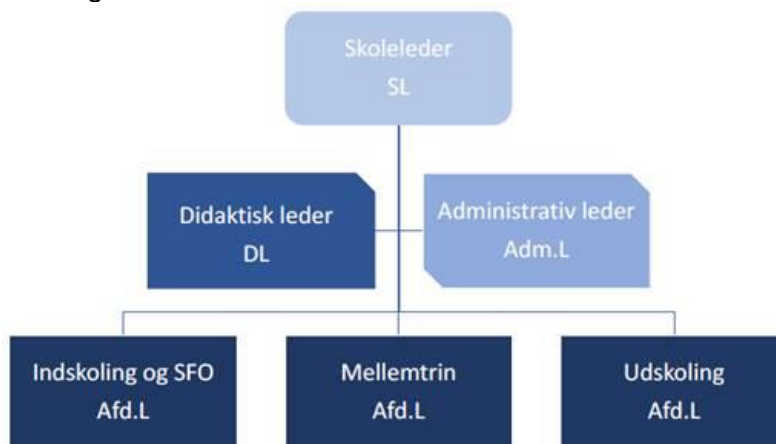 Skoleleder
SL
Didaktisk leder
DL
Administrativ leder
Adm.L
Indskoling og SFO
Afd.L
Mellemtrin
Afd.L
Udskoling
Afd.L